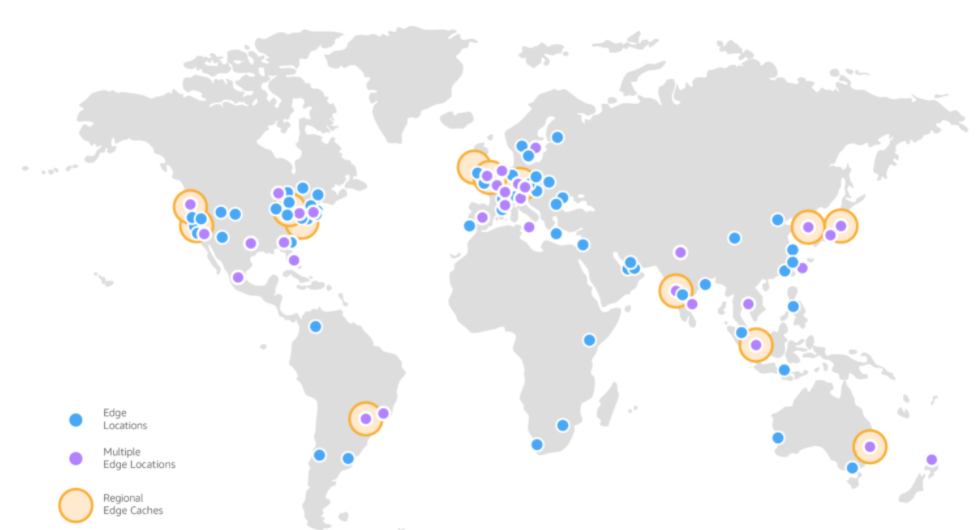 Edge
Locations
Multiple
Edge Locations
Regional
Edge Caches